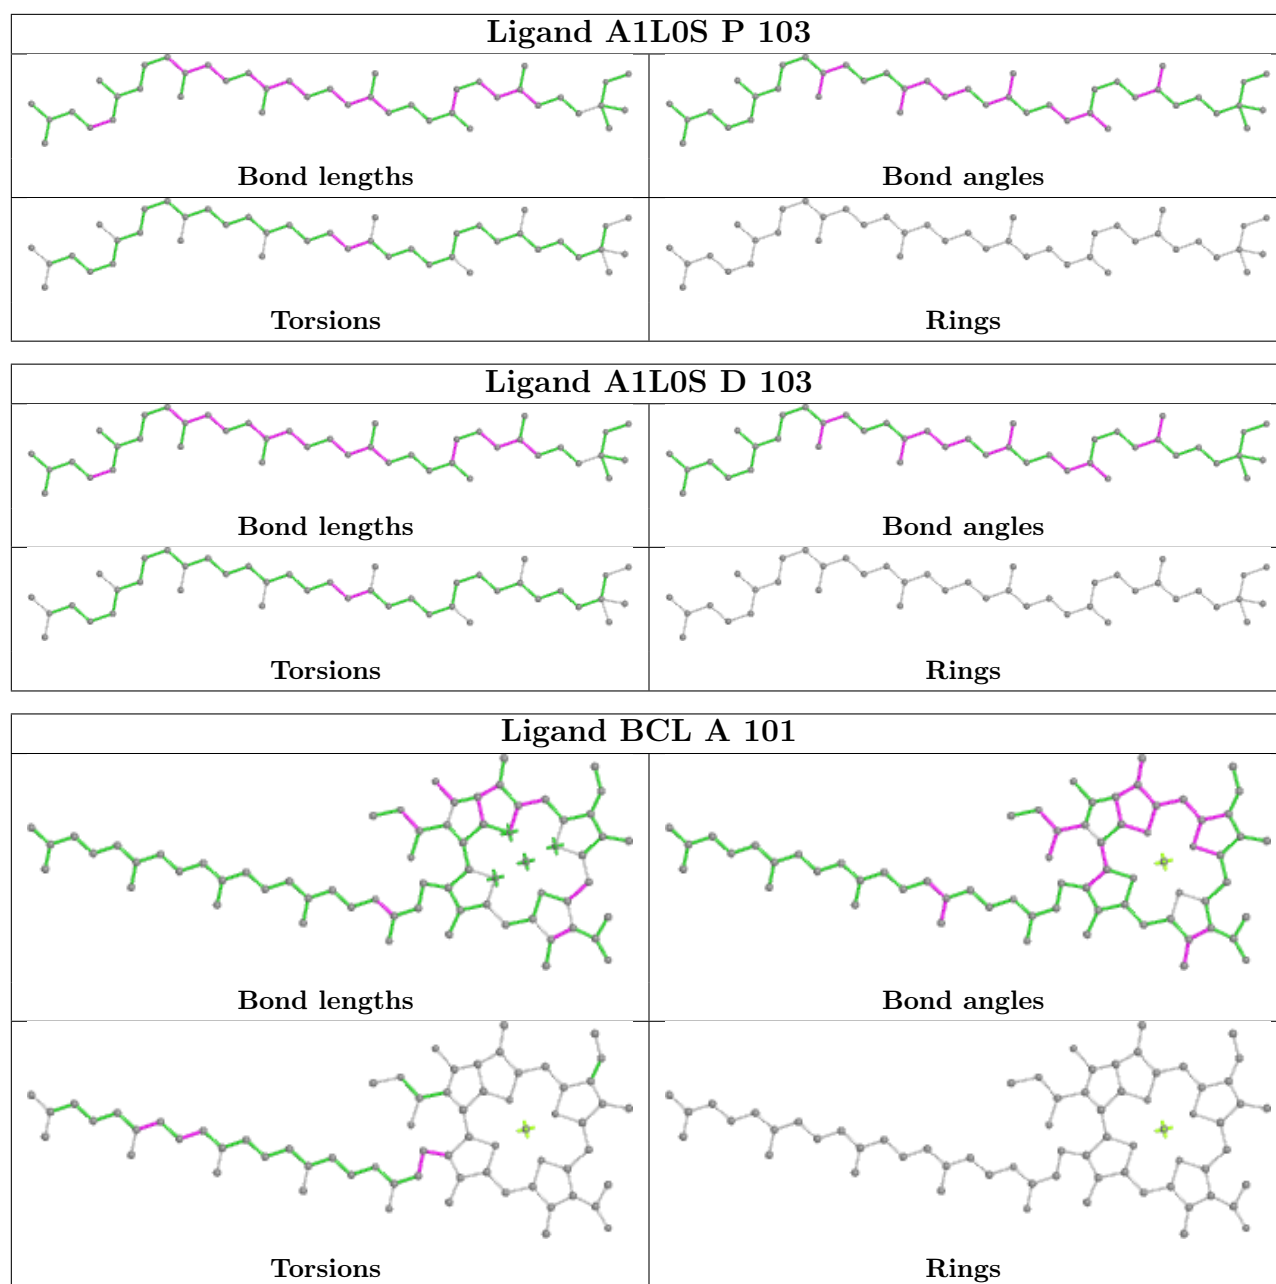 Ligand A1L0S P 103
Bond lengths
Bond angles
Torsions
Rings
Ligand A1L0S D 103
Bond lengths
Bond angles
Torsions
Rings
Ligand BCL A 101
Bond lengths
Bond angles
Torsions
Rings